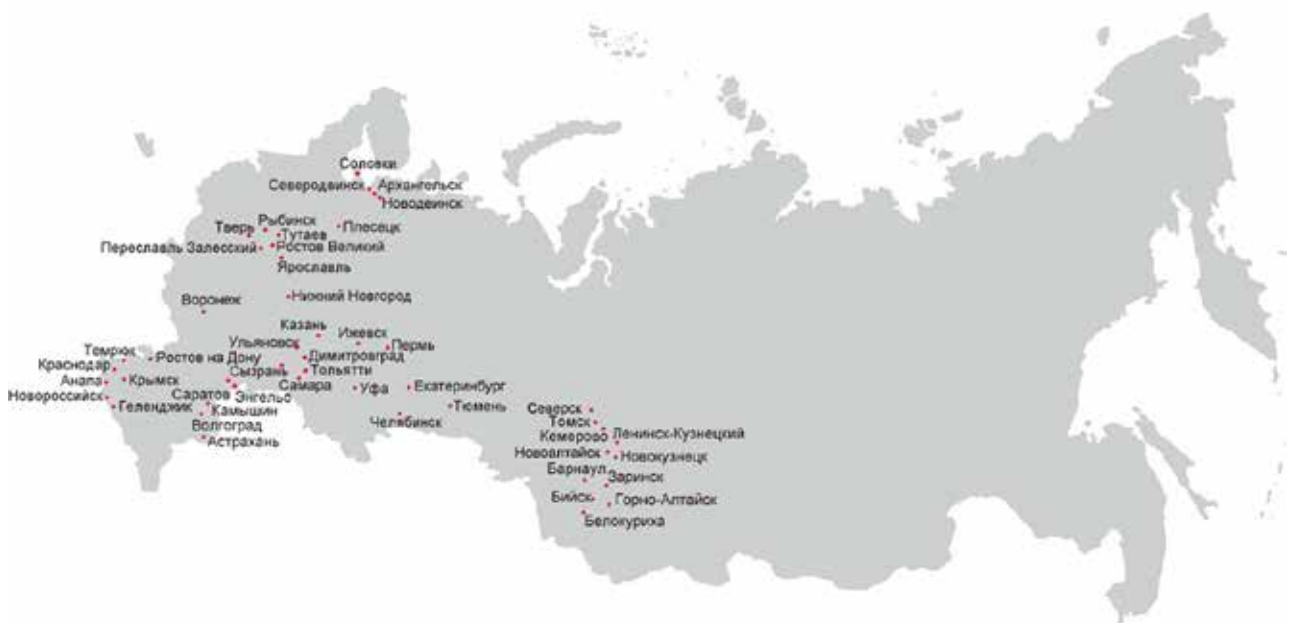 Соловки
Северодвинск
Архангельск
Новодвинск
Рыбинск
Тверь
Тутаев
Плесецк
Переславль Залесский
Ростов Великий
Ярославль
Воронеж
Нижний Новгород
Казань
Ижевск
Ульяновск
Пермь
Темрюк
Ростов на Дону
Димитровград
Краснодар
Сызрань
Тольятти
Анапа
Крымск
Самара
Уфа
Екатеринбург
Новороссийск
Саратов
Энгельс
Геленджик
Камышин
Тюмень
Северск
Волгоград
Челябинск
Томск
Астрахань
Кемерово
Ленинск-Кузнецкий
Новоалтайск
Новокузнецк
Барнаул
Заринск
Бийск
Горно-Алтайск
Белокуриха